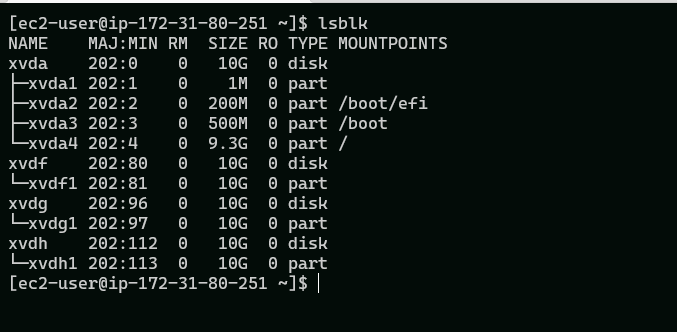 [ec2-user@ip-172-31-80-251 ~]$ lsblk
NAME    MAJ:MIN RM  SIZE RO TYPE MOUNTPOINTS
xvda    202:0    0   10G  0 disk
├─xvda1 202:1    0    1M  0 part
├─xvda2 202:2    0  200M  0 part /boot/efi
├─xvda3 202:3    0  500M  0 part /boot
└─xvda4 202:4    0  9.3G  0 part /
xvdf    202:80   0   10G  0 disk
└─xvdf1 202:81   0   10G  0 part
xvdg    202:96   0   10G  0 disk
└─xvdg1 202:97   0   10G  0 part
xvdh    202:112  0   10G  0 disk
└─xvdh1 202:113  0   10G  0 part
[ec2-user@ip-172-31-80-251 ~]$